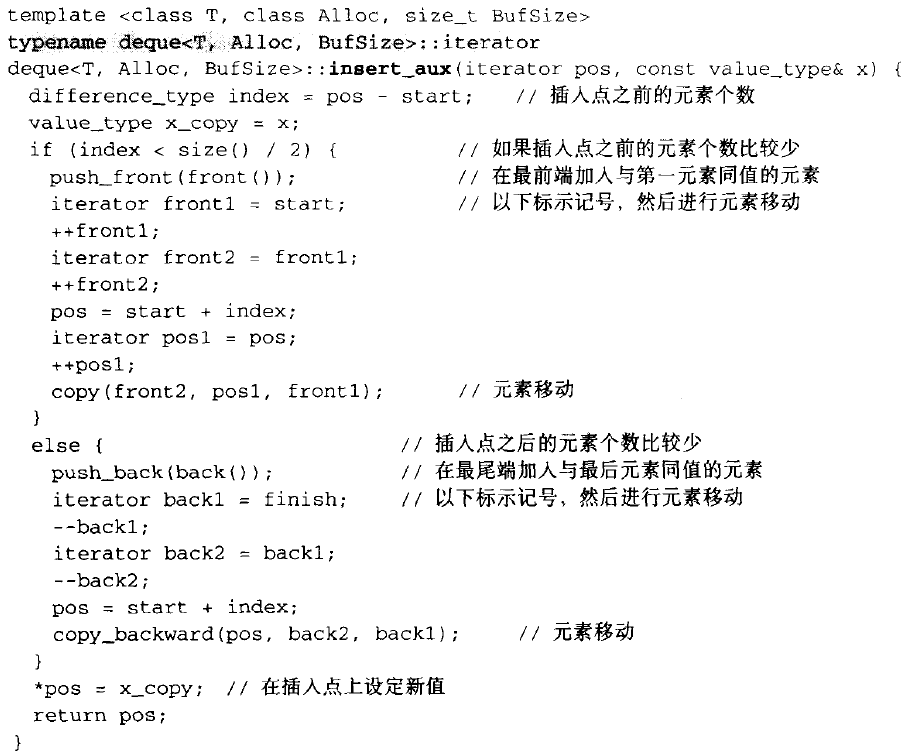 template <class T, class Alloc, size_t BufSize>
typename deque<T, Alloc, BufSize>::iterator
deque<T, Alloc, BufSize>::insert_aux(iterator pos, const value_type& x) {
  difference_type index = pos - start;   // 插入点之前的元素个数
  value_type x_copy = x;
  if (index < size() / 2) {            // 如果插入点之前的元素个数比较少
    push_front(front());               // 在最前端加入与第一元素同值的元素
    iterator front1 = start;           // 以下标示记号，然后进行元素移动
    ++front1;
    iterator front2 = front1;
    ++front2;
    pos = start + index;
    iterator pos1 = pos;
    ++pos1;
    copy(front2, pos1, front1);        // 元素移动
  }
  else {                          // 插入点之后的元素个数比较少
    push_back(back());            // 在最尾端加入与最后元素同值的元素
    iterator back1 = finish;      // 以下标示记号，然后进行元素移动
    --back1;
    iterator back2 = back1;
    --back2;
    pos = start + index;
    copy_backward(pos, back2, back1);     // 元素移动
  }
  *pos = x_copy;  // 在插入点上设定新值
  return pos;
}